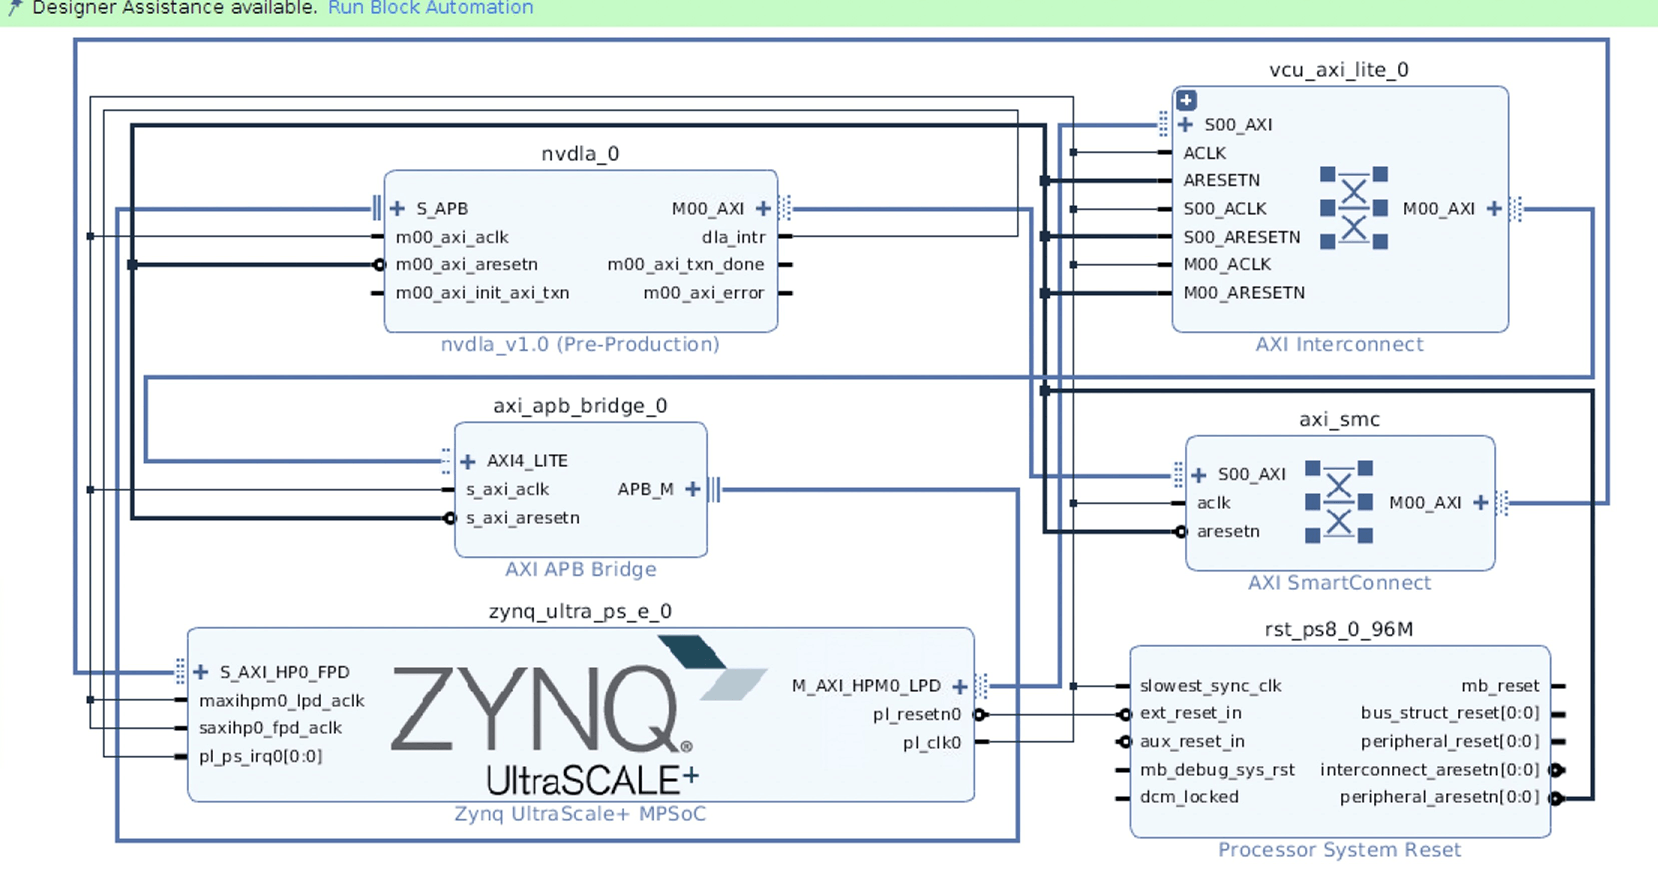 Designer Assistance available. Run Block Automation
vcu_axi_lite_0
S00_AXI
ACLK
ARESETN
S00_ACLK
S00_ARESETN
M00_ACLK
M00_ARESETN
M00_AXI
AXI Interconnect
nvdla_0
S_APB
m00_axi_aclk
m00_axi_aresetn
m00_axi_init_axi_txn
M00_AXI
dla_intr
m00_axi_txn_done
m00_axi_error
nvdla_v1.0 (Pre-Production)
axi_apb_bridge_0
AXI4_LITE
s_axi_aclk
s_axi_aresetn
APB_M
AXI APB Bridge
axi_smc
S00_AXI
aclk
aresetn
M00_AXI
AXI SmartConnect
zynq_ultra_ps_e_0
S_AXI_HP0_FPD
maxihpm0_lpd_aclk
saxihp0_fpd_aclk
pl_ps_irq0[0:0]
ZYNQ®
UltraSCALE+
M_AXI_HPM0_LPD
pl_resetn0
pl_clk0
Zynq UltraScale+ MPSoC
rst_ps8_0_96M
slowest_sync_clk
ext_reset_in
aux_reset_in
mb_debug_sys_rst
dcm_locked
mb_reset
bus_struct_reset[0:0]
peripheral_reset[0:0]
interconnect_aresetn[0:0]
peripheral_aresetn[0:0]
Processor System Reset